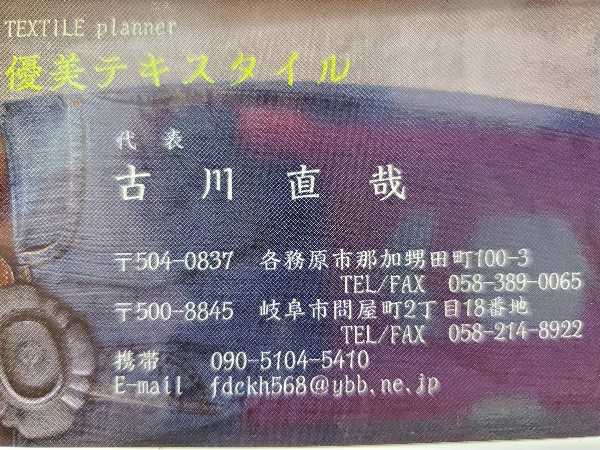 TEXTILE planner
優美テキスタイル
代 表
古 川 直 哉
〒504-0837 各務原市那加甥田町100-3
TEL/FAX 058-389-0065
〒500-8845 岐阜市問屋町2丁目18番地
TEL/FAX 058-214-8922
携帯 090-5104-5410
E-mail fdckh568@ybb.ne.jp